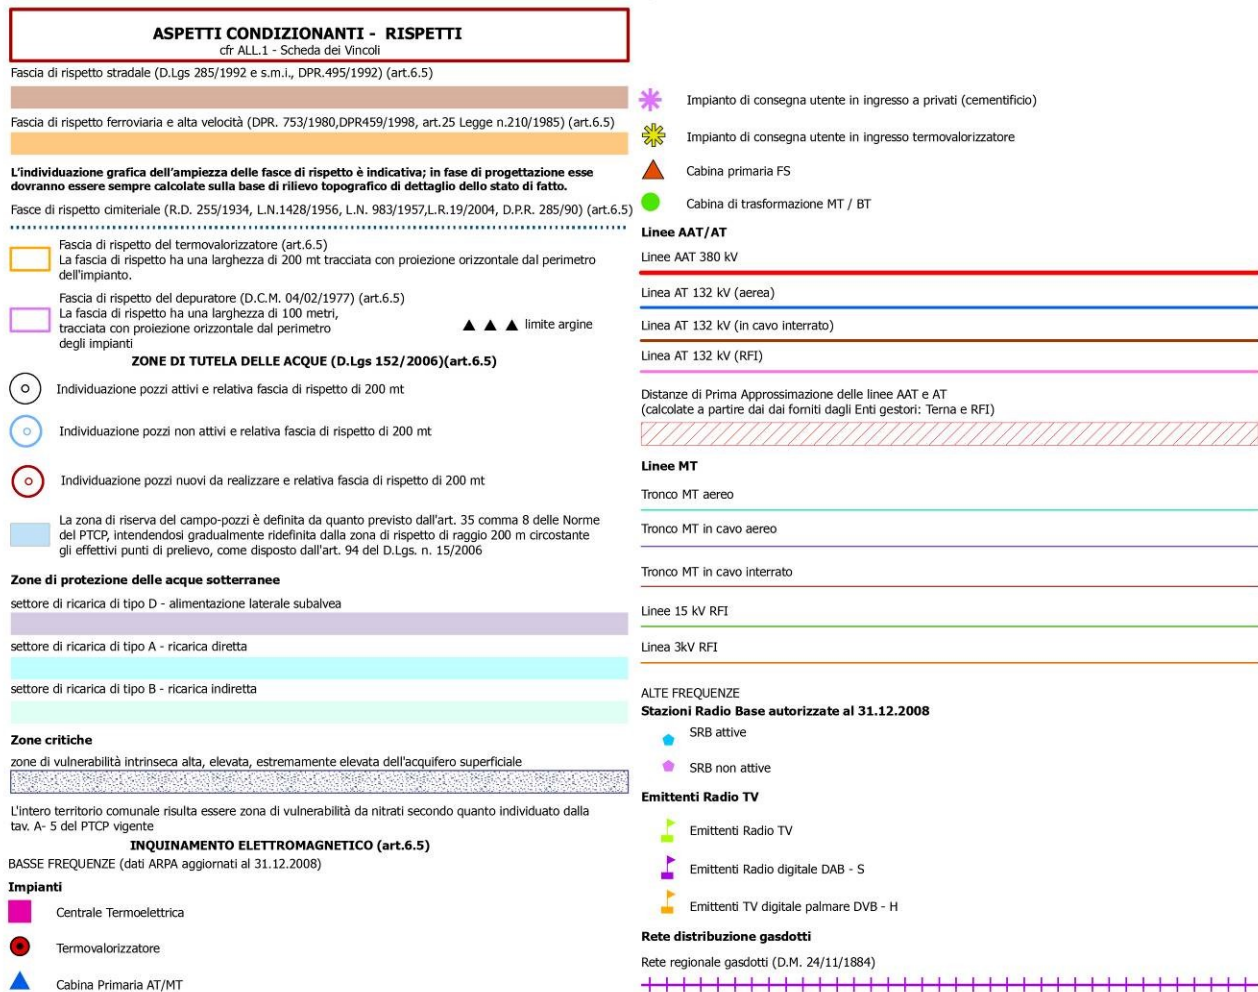 ASPETTI CONDIZIONANTI - RISPETTI
cfr ALL.1 - Scheda dei Vincoli
Fascia di rispetto stradale (D.Lgs 285/1992 e s.m.i., DPR.495/1992) (art.6.5)
Fascia di rispetto ferroviaria e alta velocità (DPR. 753/1980,DPR459/1998, art.25 Legge n.210/1985) (art.6.5)
L'individuazione grafica dell'ampiezza delle fasce di rispetto è indicativa; in fase di progettazione esse
dovranno essere sempre calcolate sulla base di rilievo topografico di dettaglio dello stato di fatto.
Fasce di rispetto cimiteriale (R.D. 255/1934, L.N.1428/1956, L.N. 983/1957,L.R.19/2004, D.P.R. 285/90) (art.6.5)
Fascia di rispetto del termovalorizzatore (art.6.5)
La fascia di rispetto ha una larghezza di 200 mt tracciata con proiezione orizzontale dal perimetro
dell'impianto.
Fascia di rispetto del depuratore (D.C.M. 04/02/1977) (art.6.5)
La fascia di rispetto ha una larghezza di 100 metri,
tracciata con proiezione orizzontale dal perimetro
degli impianti
limite argine
ZONE DI TUTELA DELLE ACQUE (D.Lgs 152/2006)(art.6.5)
Individuazione pozzi attivi e relativa fascia di rispetto di 200 mt
Individuazione pozzi non attivi e relativa fascia di rispetto di 200 mt
Individuazione pozzi nuovi da realizzare e relativa fascia di rispetto di 200 mt
La zona di riserva del campo-pozzi è definita da quanto previsto dall'art. 35 comma 8 delle Norme
del PTCP, intendendosi gradualmente ridefinita dalla zona di rispetto di raggio 200 m circostante
gli effettivi punti di prelievo, come disposto dall'art. 94 del D.Lgs. n. 15/2006
Zone di protezione delle acque sotterranee
settore di ricarica di tipo D - alimentazione laterale subalvea
settore di ricarica di tipo A - ricarica diretta
settore di ricarica di tipo B - ricarica indiretta
Zone critiche
zone di vulnerabilità intrinseca alta, elevata, estremamente elevata dell'acquifero superficiale
L'intero territorio comunale risulta essere zona di vulnerabilità da nitrati secondo quanto individuato dalla
tav. A- 5 del PTCP vigente
INQUINAMENTO ELETTROMAGNETICO (art.6.5)
BASSE FREQUENZE (dati ARPA aggiornati al 31.12.2008)
Impianti
Centrale Termoelettrica
Termovalorizzatore
Cabina Primaria AT/MT
Impianto di consegna utente in ingresso a privati (cementificio)
Impianto di consegna utente in ingresso termovalorizzatore
Cabina primaria FS
Cabina di trasformazione MT / BT
Linee AAT/AT
Linee AAT 380 kV
Linea AT 132 kV (aerea)
Linea AT 132 kV (in cavo interrato)
Linea AT 132 kV (RFI)
Distanze di Prima Approssimazione delle linee AAT e AT
(calcolate a partire dai dai forniti dagli Enti gestori: Terna e RFI)
Linee MT
Tronco MT aereo
Tronco MT in cavo aereo
Tronco MT in cavo interrato
Linee 15 kV RFI
Linea 3kV RFI
ALTE FREQUENZE
Stazioni Radio Base autorizzate al 31.12.2008
SRB attive
SRB non attive
Emittenti Radio TV
Emittenti Radio TV
Emittenti Radio digitale DAB - S
Emittenti TV digitale palmare DVB - H
Rete distribuzione gasdotti
Rete regionale gasdotti (D.M. 24/11/1884)